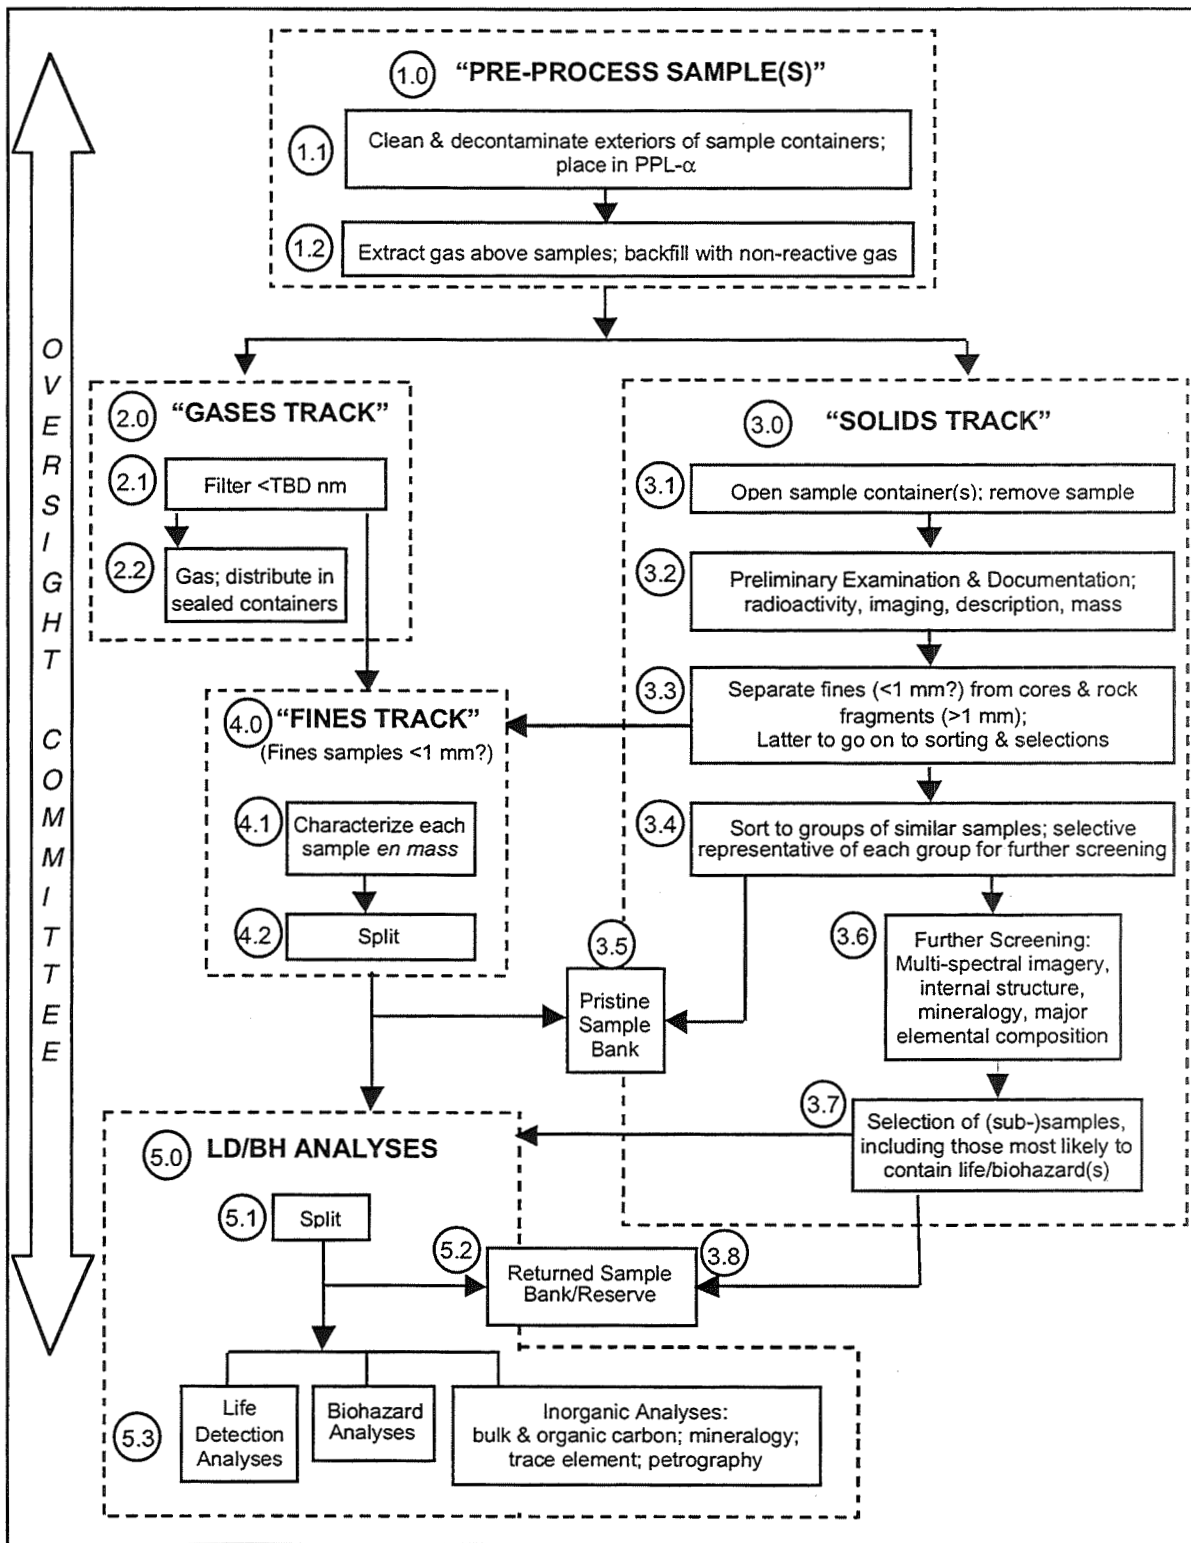 1.0 “PRE-PROCESS SAMPLE(S)”
1.1
Clean & decontaminate exteriors of sample containers;
place in PPL-α
1.2
Extract gas above samples; backfill with non-reactive gas
OVERSIGHT COMMITTEE
2.0 “GASES TRACK”
2.1
Filter <TBD nm
2.2
Gas; distribute in
sealed containers
3.0 “SOLIDS TRACK”
3.1
Open sample container(s); remove sample
3.2
Preliminary Examination & Documentation;
radioactivity, imaging, description, mass
3.3
Separate fines (<1 mm?) from cores & rock
fragments (>1 mm);
Latter to go on to sorting & selections
3.4
Sort to groups of similar samples; selective
representative of each group for further screening
4.0 “FINES TRACK”
(Fines samples <1 mm?)
4.1
Characterize each
sample en mass
4.2
Split
3.5
Pristine
Sample
Bank
3.6
Further Screening:
Multi-spectral imagery,
internal structure,
mineralogy, major
elemental composition
3.7
Selection of (sub-)samples,
including those most likely to
contain life/biohazard(s)
5.0 LD/BH ANALYSES
5.1
Split
5.2
3.8
Returned Sample
Bank/Reserve
5.3
Life
Detection
Analyses
Biohazard
Analyses
Inorganic Analyses:
bulk & organic carbon; mineralogy;
trace element; petrography